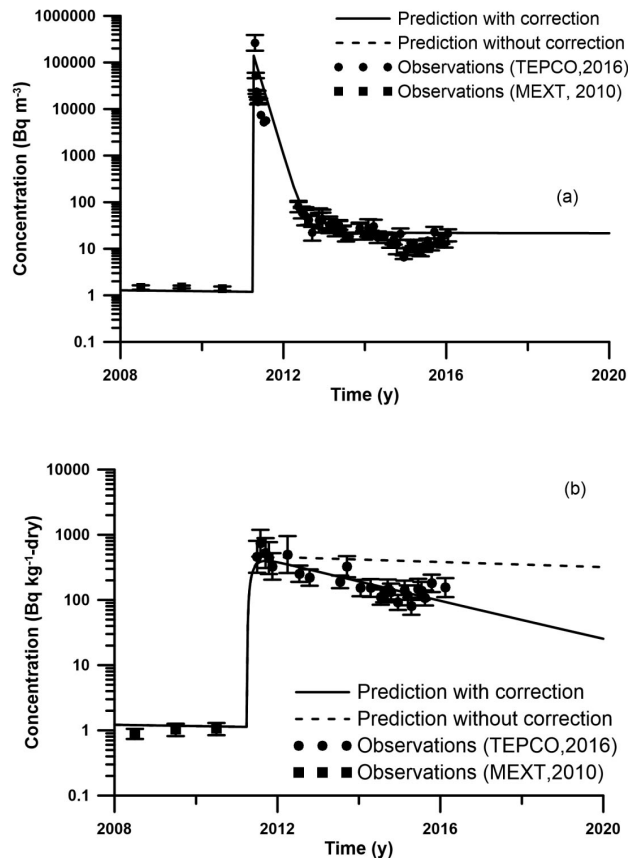 Prediction with correction
Prediction without correction
Observations (TEPCO,2016)
Observations (MEXT, 2010)
(a)
Concentration (Bq m⁻³)
1000000
100000
10000
1000
100
10
1
0.1
2008 2012 2016 2020
Time (y)
(b)
Concentration (Bq kg⁻¹-dry)
10000
1000
100
10
1
0.1
Prediction with correction
Prediction without correction
Observations (TEPCO,2016)
Observations (MEXT,2010)
2008 2012 2016 2020
Time (y)